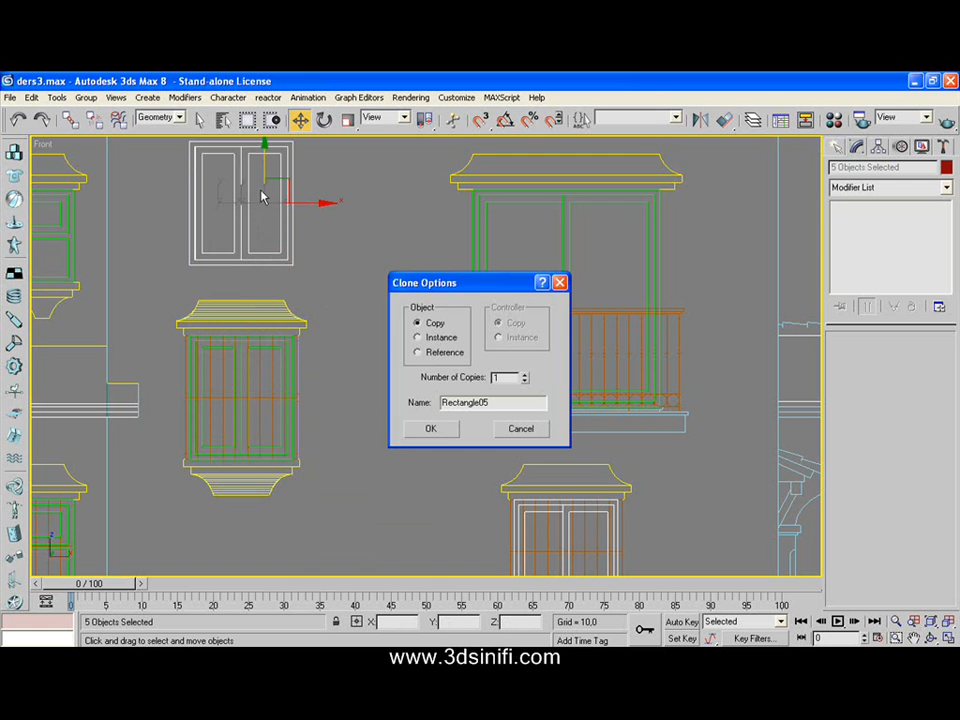 ders3.max - Autodesk 3ds Max 8 - Stand-alone License
File Edit Tools Group Views Create Modifiers Character reactor Animation Graph Editors Rendering Customize MAXScript Help
Geometry View View
Front
x
5 Objects Selected
Modifier List
Clone Options
Object Controller
Copy Copy
Instance Instance
Reference
Number of Copies: 1
Name: Rectangle05
OK Cancel
0 / 100
0 5 10 15 20 25 30 35 40 45 50 55 60 65 70 75 80 85 90 95 100
5 Objects Selected X: Y: Z: Grid = 10,0 Auto Key Selected
Click and drag to select and move objects Add Time Tag Set Key Key Filters... 0
www.3dsinifi.com